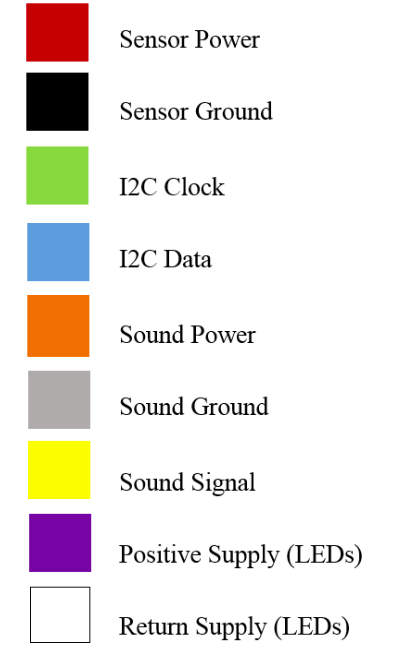 Sensor Power
Sensor Ground
I2C Clock
I2C Data
Sound Power
Sound Ground
Sound Signal
Positive Supply (LEDs)
Return Supply (LEDs)